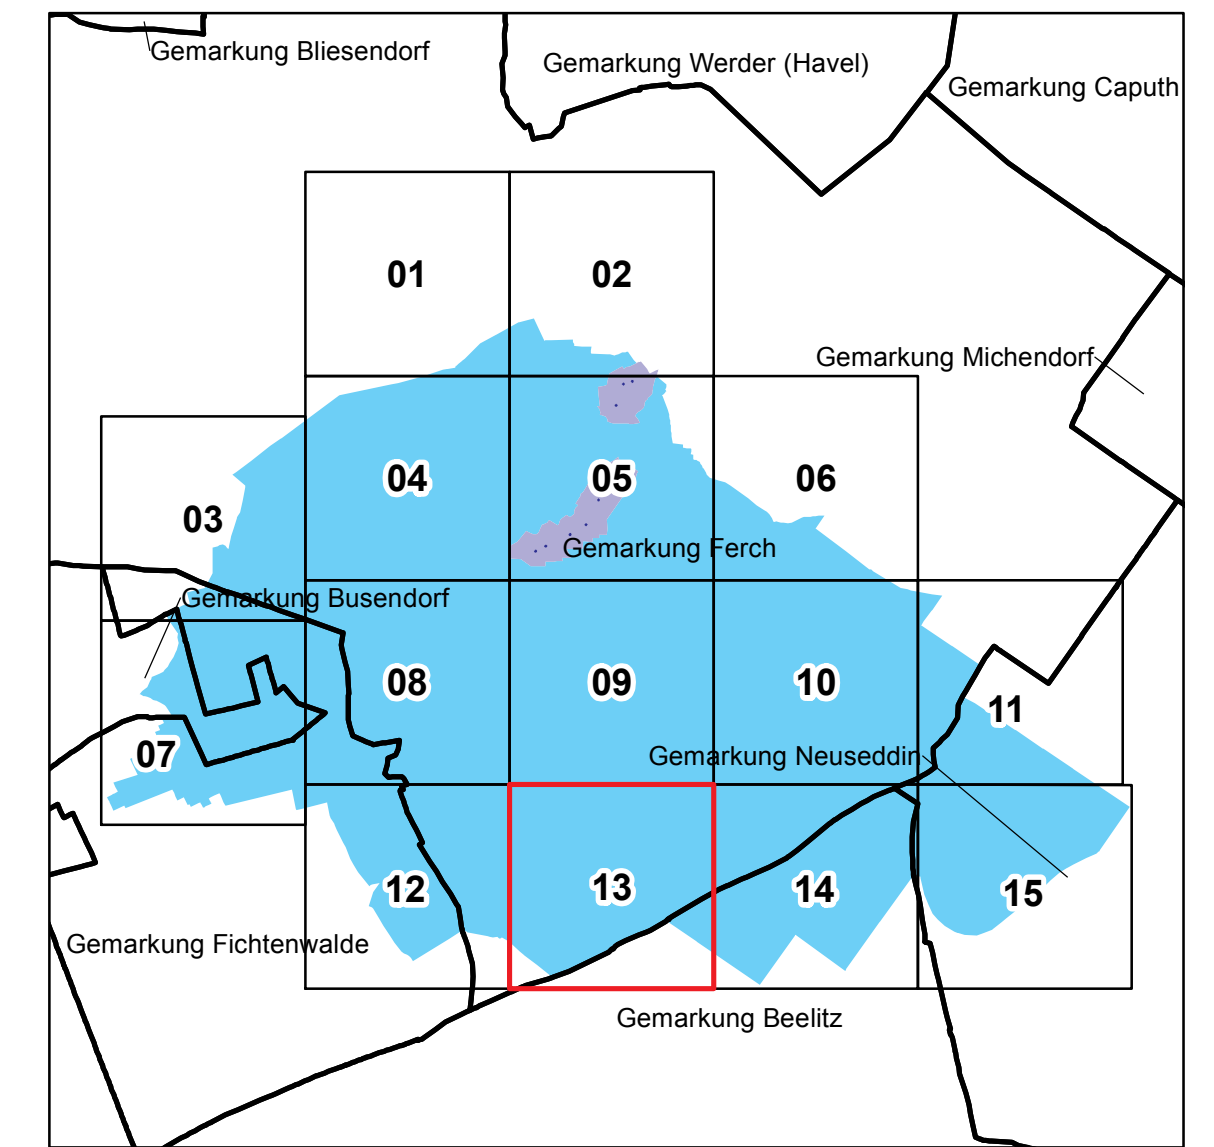 Gemarkung Bliesendorf
Gemarkung Werder (Havel)
Gemarkung Caputh
01
02
Gemarkung Michendorf
03
04
05
06
Gemarkung Ferch
Gemarkung Busendorf
07
08
09
10
11
Gemarkung Neuseddin
12
13
14
15
Gemarkung Fichtenwalde
Gemarkung Beelitz